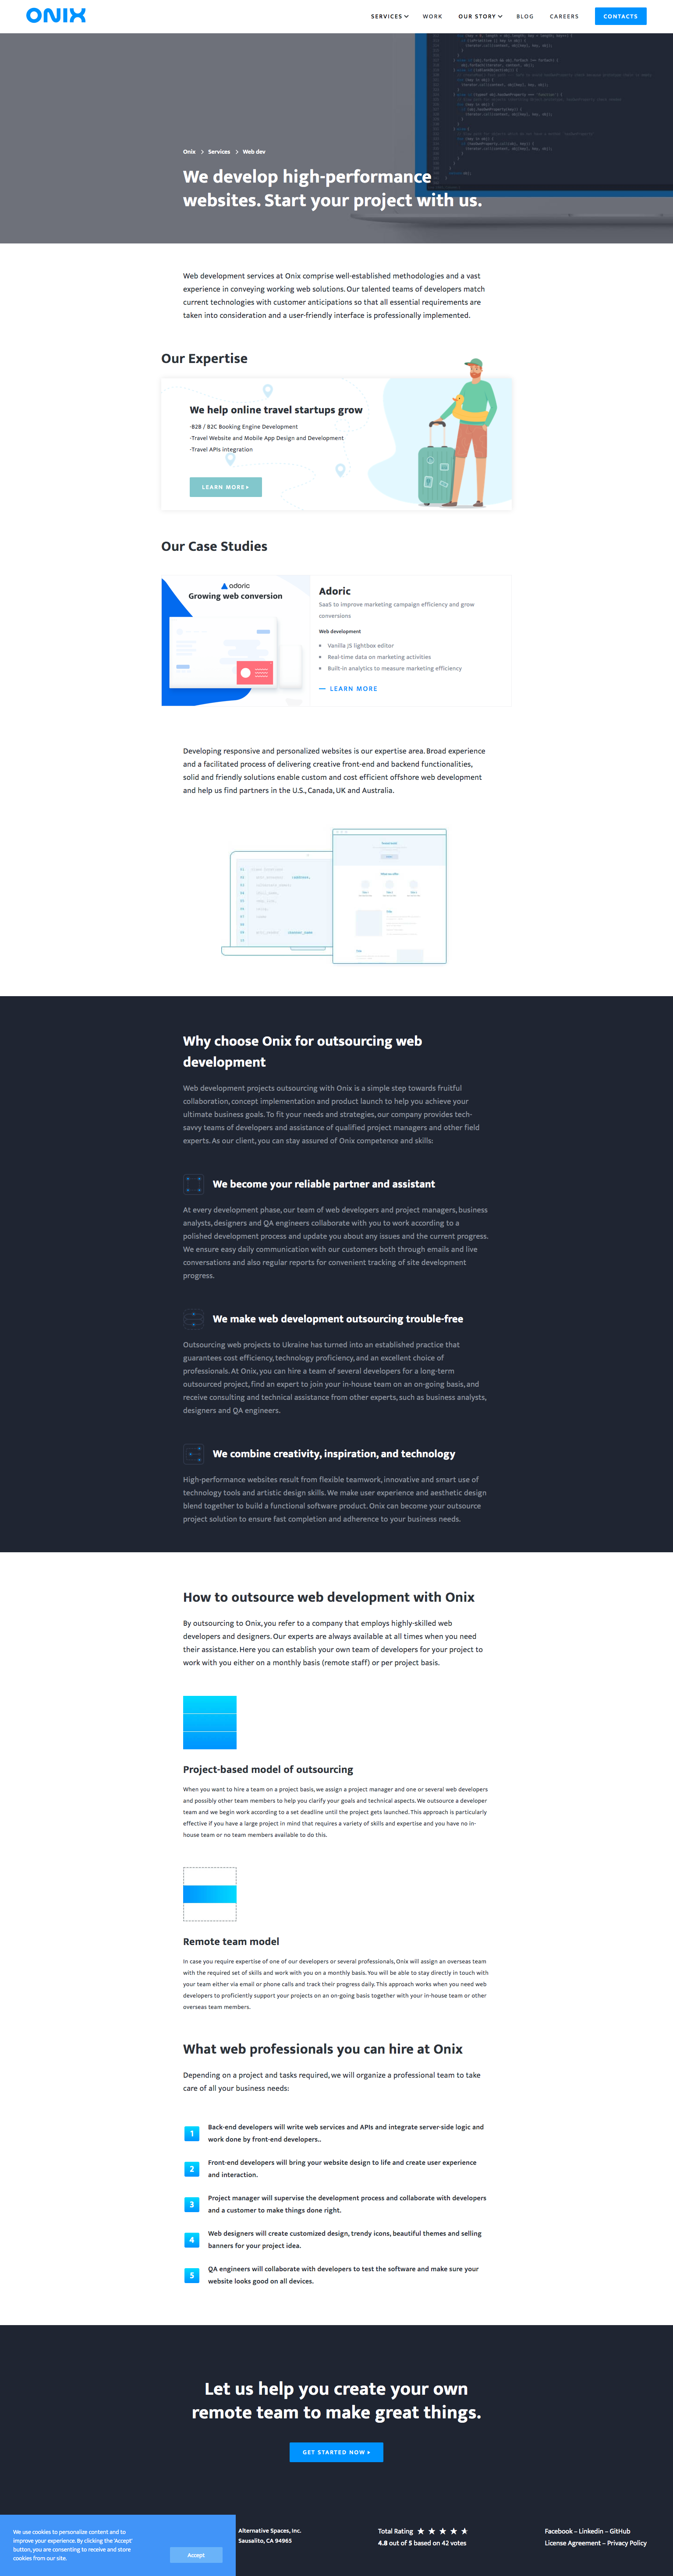 ONIX
SERVICES WORK OUR STORY BLOG CAREERS CONTACTS
Onix > Services > Web dev
We develop high-performance
websites. Start your project with us.
Web development services at Onix comprise well-established methodologies and a vast
experience in conveying working web solutions. Our talented teams of developers match
current technologies with customer anticipations so that all essential requirements are
taken into consideration and a user-friendly interface is professionally implemented.
Our Expertise
We help online travel startups grow
-B2B / B2C Booking Engine Development
-Travel Website and Mobile App Design and Development
-Travel APIs integration
LEARN MORE »
Our Case Studies
adoric
Growing web conversion
Adoric
SaaS to improve marketing campaign efficiency and grow
conversions
Web development
Vanilla JS lightbox editor
Real-time data on marketing activities
Built-in analytics to measure marketing efficiency
LEARN MORE
Developing responsive and personalized websites is our expertise area. Broad experience
and a facilitated process of delivering creative front-end and backend functionalities,
solid and friendly solutions enable custom and cost efficient offshore web development
and help us find partners in the U.S., Canada, UK and Australia.
Why choose Onix for outsourcing web
development
Web development projects outsourcing with Onix is a simple step towards fruitful
collaboration, concept implementation and product launch to help you achieve your
ultimate business goals. To fit your needs and strategies, our company provides tech-
savvy teams of developers and assistance of qualified project managers and other field
experts. As our client, you can stay assured of Onix competence and skills:
We become your reliable partner and assistant
At every development phase, our team of web developers and project managers, business
analysts, designers and QA engineers collaborate with you to work according to a
polished development process and update you about any issues and the current progress.
We ensure easy daily communication with our customers both through emails and live
conversations and also regular reports for convenient tracking of site development
progress.
We make web development outsourcing trouble-free
Outsourcing web projects to Ukraine has turned into an established practice that
guarantees cost efficiency, technology proficiency, and an excellent choice of
professionals. At Onix, you can hire a team of several developers for a long-term
outsourced project, find an expert to join your in-house team on an on-going basis, and
receive consulting and technical assistance from other experts, such as business analysts,
designers and QA engineers.
We combine creativity, inspiration, and technology
High-performance websites result from flexible teamwork, innovative and smart use of
technology tools and artistic design skills. We make user experience and aesthetic design
blend together to build a functional software product. Onix can become your outsource
project solution to ensure fast completion and adherence to your business needs.
How to outsource web development with Onix
By outsourcing to Onix, you refer to a company that employs highly-skilled web
developers and designers. Our experts are always available at all times when you need
their assistance. Here you can establish your own team of developers for your project to
work with you either on a monthly basis (remote staff) or per project basis.
Project-based model of outsourcing
When you want to hire a team on a project basis, we assign a project manager and one or several web developers
and possibly other team members to help you clarify your goals and technical aspects. We outsource a developer
team and we begin work according to a set deadline until the project gets launched. This approach is particularly
effective if you have a large project in mind that requires a variety of skills and expertise and you have no in-
house team or no team members available to do this.
Remote team model
In case you require expertise of one of our developers or several professionals, Onix will assign an overseas team
with the required set of skills and work with you on a monthly basis. You will be able to stay directly in touch with
your team either via email or phone calls and track their progress daily. This approach works when you need web
developers to proficiently support your projects on an on-going basis together with your in-house team or other
overseas team members.
What web professionals you can hire at Onix
Depending on a project and tasks required, we will organize a professional team to take
care of all your business needs:
1 Back-end developers will write web services and APIs and integrate server-side logic and
work done by front-end developers..
2 Front-end developers will bring your website design to life and create user experience
and interaction.
3 Project manager will supervise the development process and collaborate with developers
and a customer to make things done right.
4 Web designers will create customized design, trendy icons, beautiful themes and selling
banners for your project idea.
5 QA engineers will collaborate with developers to test the software and make sure your
website looks good on all devices.
Let us help you create your own
remote team to make great things.
GET STARTED NOW »
We use cookies to personalize content and to
improve your experience. By clicking the 'Accept'
button, you are consenting to receive and store
cookies from our site.
Accept
Alternative Spaces, Inc.
Sausalito, CA 94965
Total Rating
4.8 out of 5 based on 42 votes
Facebook – Linkedin – GitHub
License Agreement – Privacy Policy